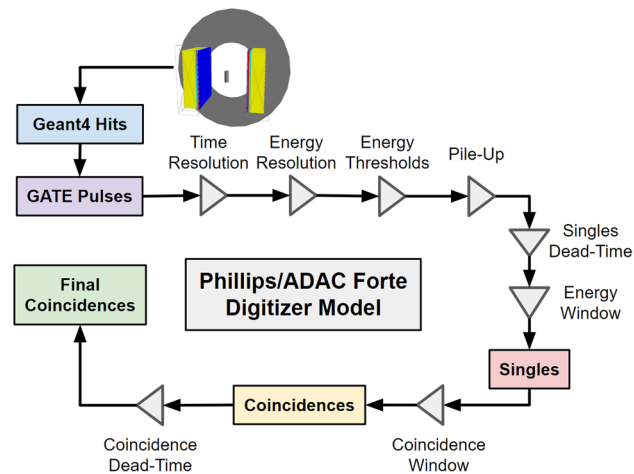 Geant4 Hits
GATE Pulses
Time
Resolution
Energy
Resolution
Energy
Thresholds
Pile-Up
Singles
Dead-Time
Energy
Window
Singles
Coincidence
Window
Coincidences
Coincidence
Dead-Time
Final
Coincidences
Phillips/ADAC Forte
Digitizer Model